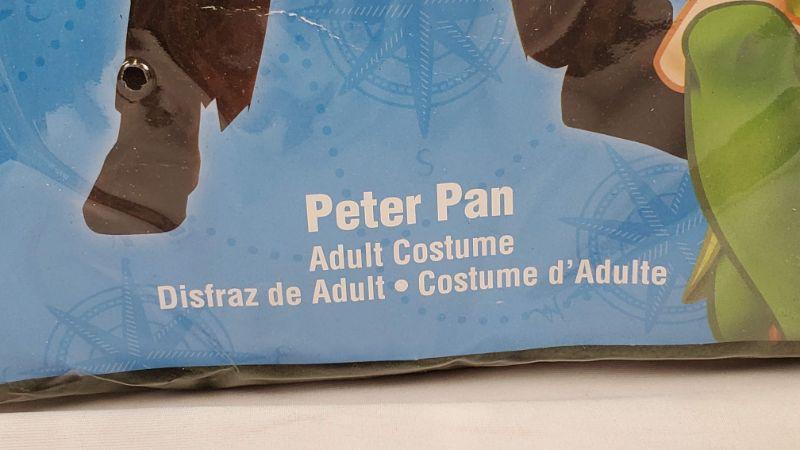 S
Peter Pan
Adult Costume
Disfraz de Adult • Costume d'Adulte